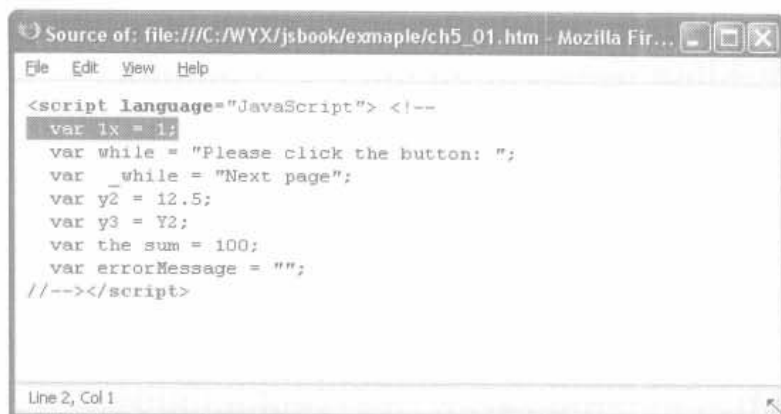 Source of: file:///C:/WYX/jsbook/exmaple/ch5_01.htm - Mozilla Fir...
File Edit View Help
<script language="JavaScript"> <!--
var 1x = 1;
var while = "Please click the button: ";
var _while = "Next page";
var y2 = 12.5;
var y3 = Y2;
var the sum = 100;
var errorMessage = "";
//--></script>
Line 2, Col 1